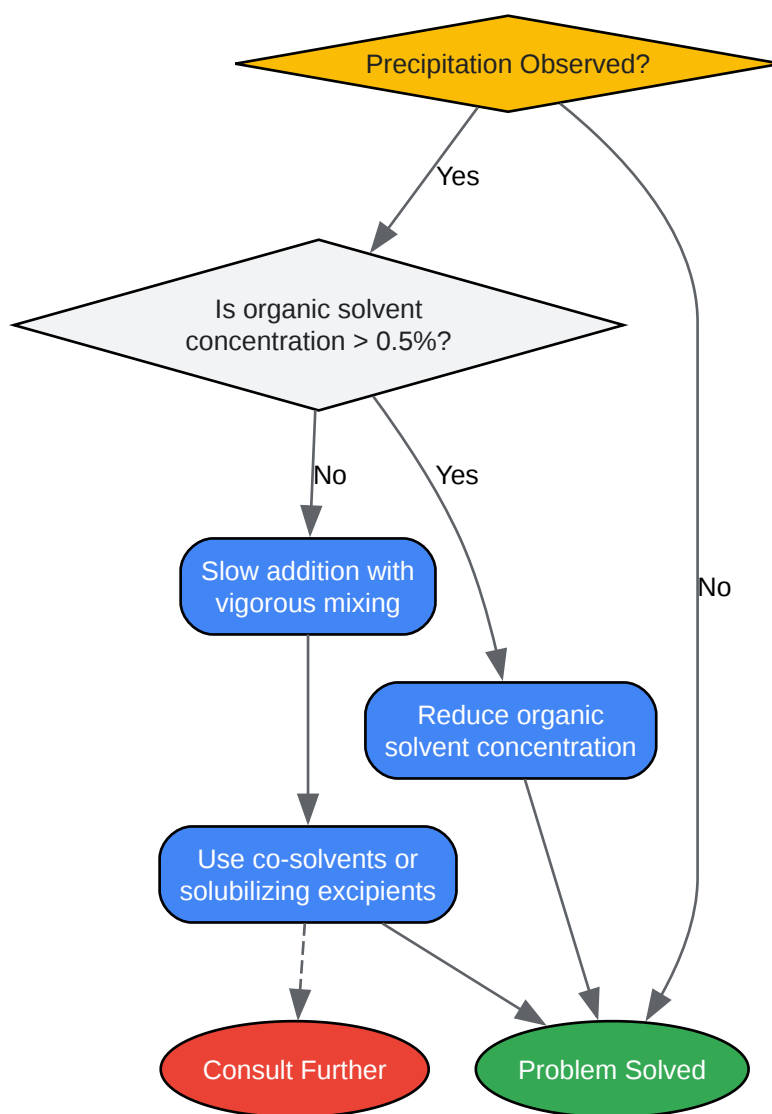 Precipitation Observed?
Yes
Is organic solvent
concentration > 0.5%?
No
Yes
Slow addition with
vigorous mixing
No
Reduce organic
solvent concentration
Use co-solvents or
solubilizing excipients
Consult Further
Problem Solved